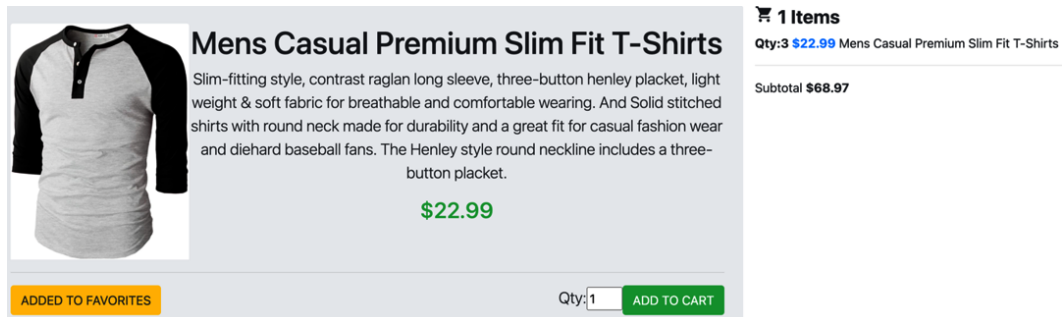 Mens Casual Premium Slim Fit T-Shirts
Slim-fitting style, contrast raglan long sleeve, three-button henley placket, light
weight & soft fabric for breathable and comfortable wearing. And Solid stitched
shirts with round neck made for durability and a great fit for casual fashion wear
and diehard baseball fans. The Henley style round neckline includes a three-
button placket.
$22.99
ADDED TO FAVORITES
Qty: 1 ADD TO CART
1 Items
Qty:3 $22.99 Mens Casual Premium Slim Fit T-Shirts
Subtotal $68.97